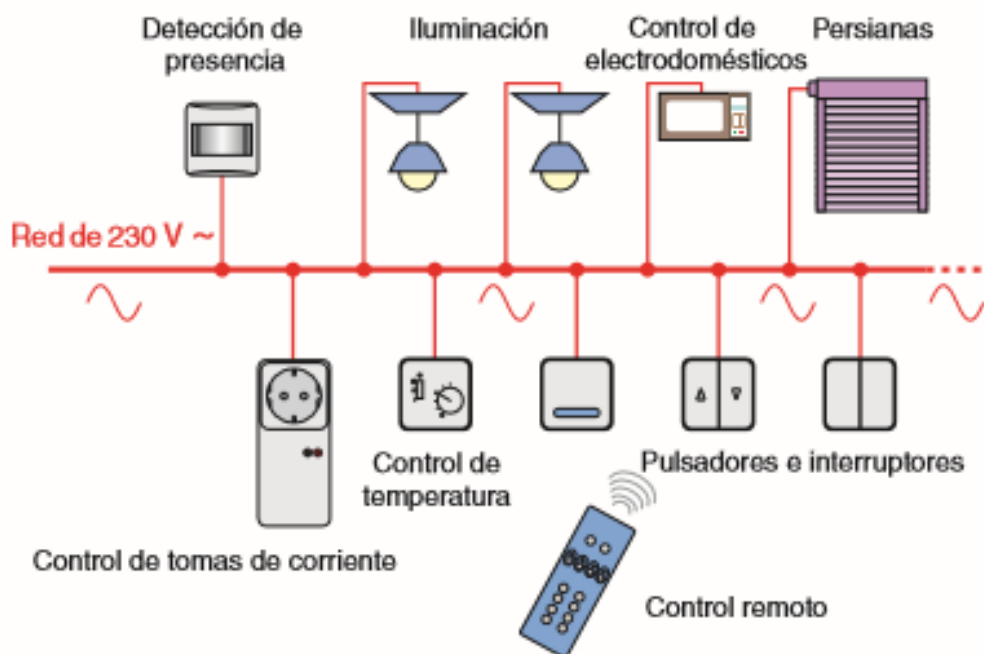 Detección de
presencia
Iluminación
Control de
electrodomésticos
Persianas
Red de 230 V ~
Control de
temperatura
Pulsadores e interruptores
Control de tomas de corriente
Control remoto